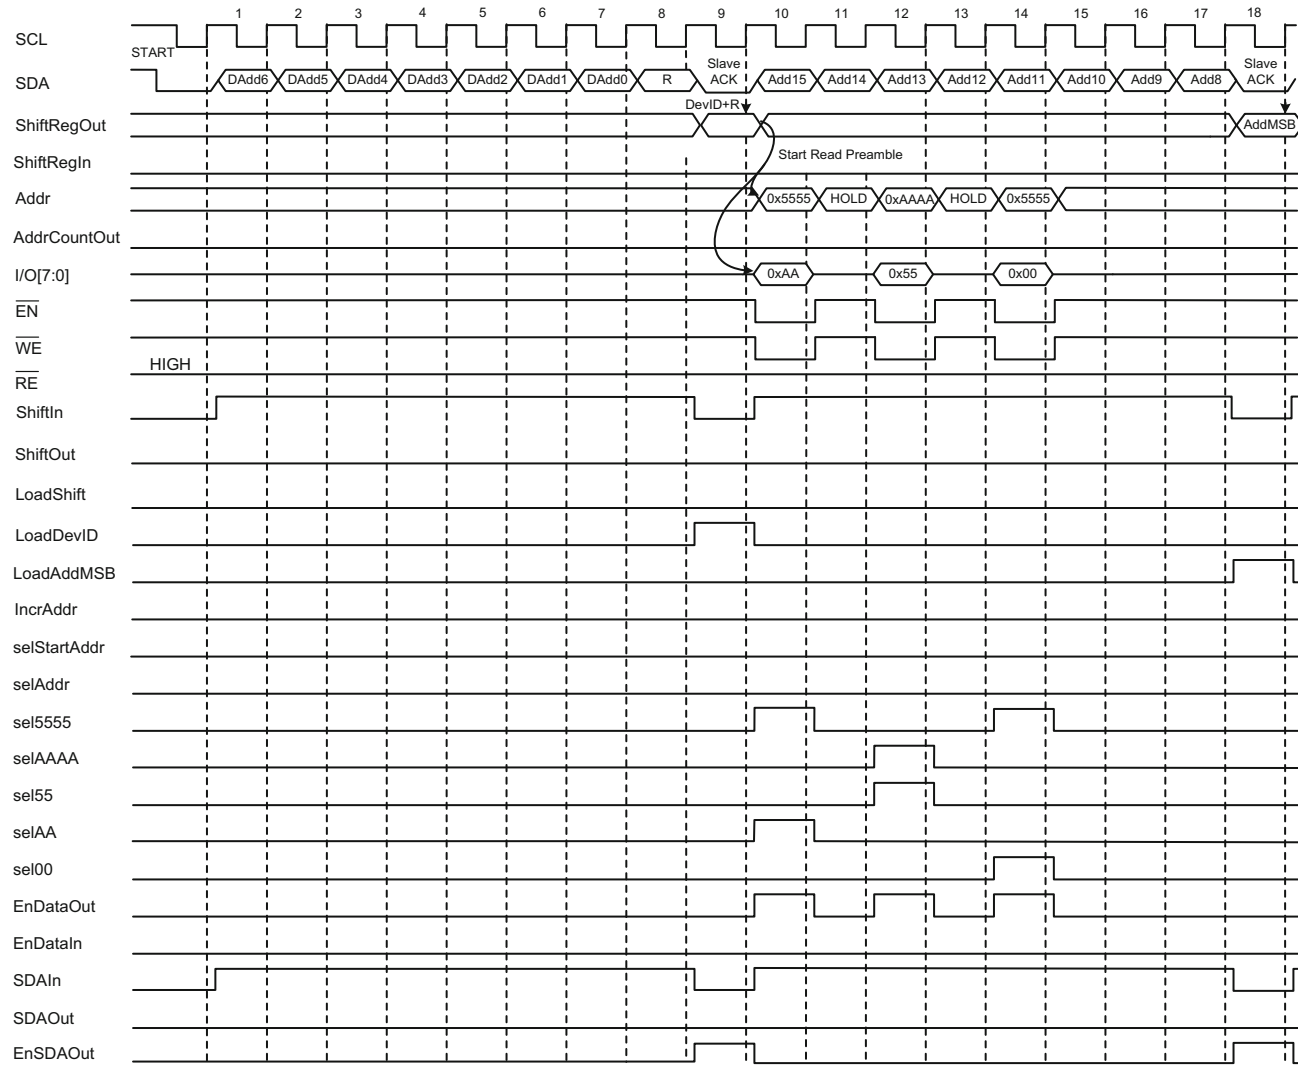 1 2 3 4 5 6 7 8 9 10 11 12 13 14 15 16 17 18
SCL
START
SDA DAdd6 DAdd5 DAdd4 DAdd3 DAdd2 DAdd1 DAdd0 R Slave ACK Add15 Add14 Add13 Add12 Add11 Add10 Add9 Add8 Slave ACK
DevID+R
ShiftRegOut AddMSB
Start Read Preamble
ShiftRegIn
Addr 0x5555 HOLD 0xAAAA HOLD 0x5555
AddrCountOut
I/O[7:0] 0xAA 0x55 0x00
EN
WE
HIGH
RE
ShiftIn
ShiftOut
LoadShift
LoadDevID
LoadAddMSB
IncrAddr
selStartAddr
selAddr
sel5555
selAAAA
sel55
selAA
sel00
EnDataOut
EnDataIn
SDAIn
SDAOut
EnSDAOut